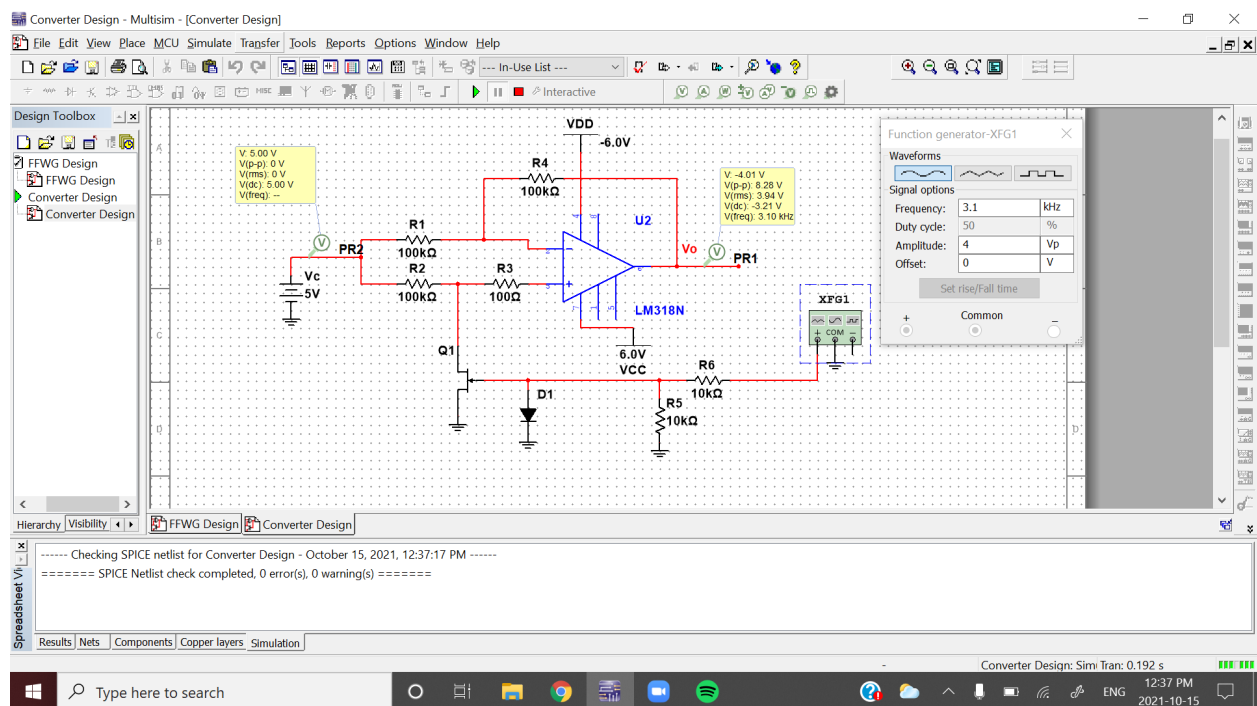 Converter Design - Multisim - [Converter Design]
File Edit View Place MCU Simulate Transfer Tools Reports Options Window Help
--- In-Use List ---
MISC
Interactive
Design Toolbox
FFWG Design
FFWG Design
Converter Design
Converter Design
Hierarchy Visibility
A
B
C
D
D
V: 5.00 V
V(p-p): 0 V
V(rms): 0 V
V(dc): 5.00 V
V(freq): --
V
PR2
Vc
5V
R1
100kΩ
R2
100kΩ
R3
100Ω
R4
100kΩ
VDD
-6.0V
U2
LM318N
6.0V
VCC
Vo
V
PR1
V: -4.01 V
V(p-p): 8.28 V
V(rms): 3.94 V
V(dc): -3.21 V
V(freq): 3.10 kHz
Q1
D1
R5
10kΩ
R6
10kΩ
XFG1
+ COM −
Function generator-XFG1
Waveforms
Signal options
Frequency: 3.1 kHz
Duty cycle: 50 %
Amplitude: 4 Vp
Offset: 0 V
Set rise/Fall time
+ Common −
FFWG Design Converter Design
Spreadsheet Vi
------ Checking SPICE netlist for Converter Design - October 15, 2021, 12:37:17 PM ------
======= SPICE Netlist check completed, 0 error(s), 0 warning(s) =======
Results Nets Components Copper layers Simulation
- Converter Design: Sim Tran: 0.192 s
Type here to search
ENG
12:37 PM
2021-10-15